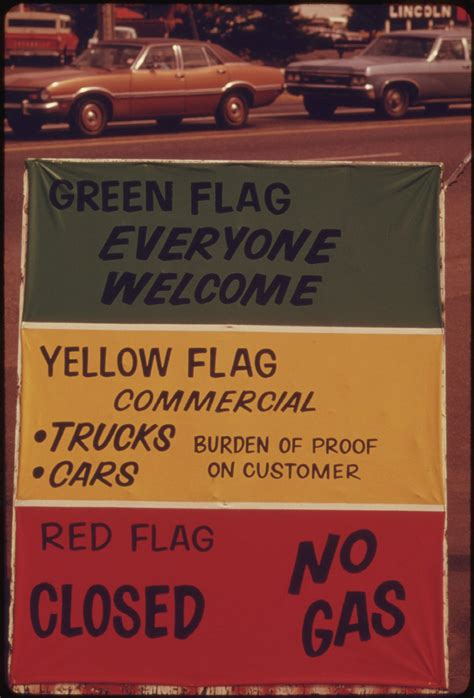 LINCOLN
GREEN FLAG
EVERYONE
WELCOME
YELLOW FLAG
COMMERCIAL
•TRUCKS
•CARS
BURDEN OF PROOF
ON CUSTOMER
RED FLAG
CLOSED
NO
GAS